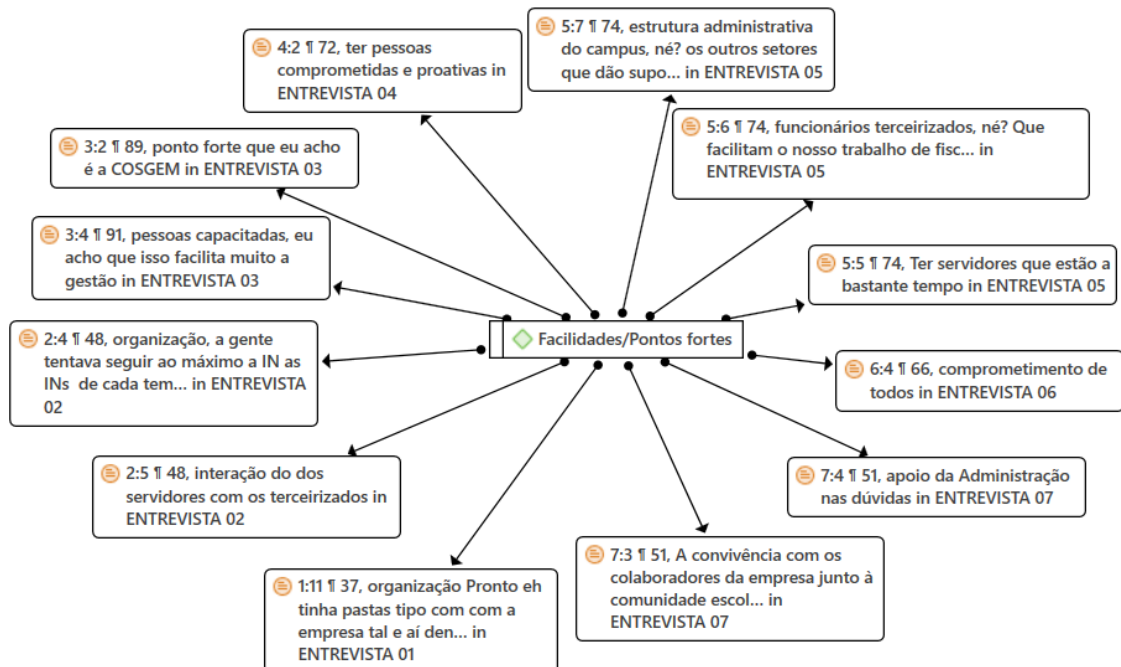 5:7 ¶ 74, estrutura administrativa
do campus, né? os outros setores
que dão supo... in ENTREVISTA 05
4:2 ¶ 72, ter pessoas
comprometidas e proativas in
ENTREVISTA 04
5:6 ¶ 74, funcionários terceirizados, né? Que
facilitam o nosso trabalho de fisc... in
ENTREVISTA 05
3:2 ¶ 89, ponto forte que eu acho
é a COSGEM in ENTREVISTA 03
3:4 ¶ 91, pessoas capacitadas, eu
acho que isso facilita muito a
gestão in ENTREVISTA 03
5:5 ¶ 74, Ter servidores que estão a
bastante tempo in ENTREVISTA 05
Facilidades/Pontos fortes
2:4 ¶ 48, organização, a gente
tentava seguir ao máximo a IN as
INs de cada tem... in ENTREVISTA
02
6:4 ¶ 66, comprometimento de
todos in ENTREVISTA 06
2:5 ¶ 48, interação do dos
servidores com os terceirizados in
ENTREVISTA 02
7:4 ¶ 51, apoio da Administração
nas dúvidas in ENTREVISTA 07
7:3 ¶ 51, A convivência com os
colaboradores da empresa junto à
comunidade escol... in
ENTREVISTA 07
1:11 ¶ 37, organização Pronto eh
tinha pastas tipo com com a
empresa tal e aí den... in
ENTREVISTA 01